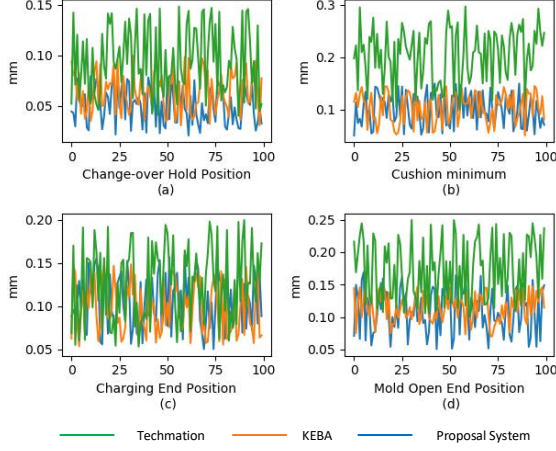 0.15
0.10
0.05
mm
0 25 50 75 100
Change-over Hold Position
(a)
0.3
0.2
0.1
mm
0 25 50 75 100
Cushion minimum
(b)
0.20
0.15
0.10
0.05
mm
0 25 50 75 100
Charging End Position
(c)
0.25
0.20
0.15
0.10
0.05
mm
0 25 50 75 100
Mold Open End Position
(d)
Techmation KEBA Proposal System